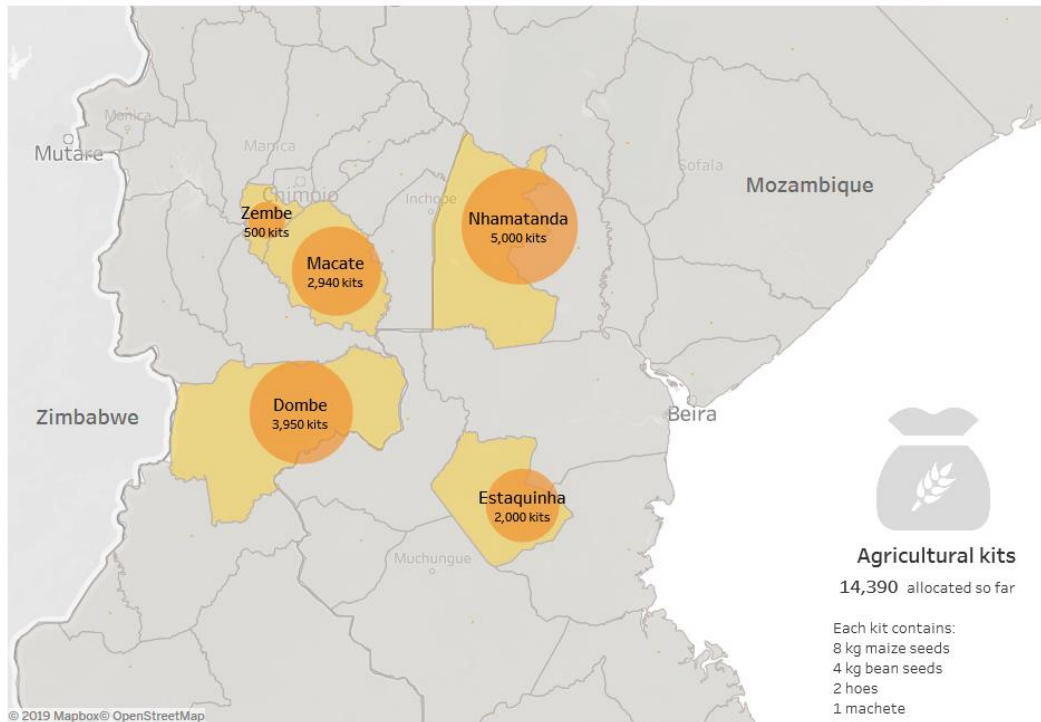 Manica
Mutare
Manica
Chimoio
Zembe
500 kits
Inchope
Nhamatanda
5,000 kits
Sofala
Mozambique
Macate
2,940 kits
Dombe
3,950 kits
Zimbabwe
Beira
Estaquinha
2,000 kits
Muchungue
Agricultural kits
14,390 allocated so far
Each kit contains:
8 kg maize seeds
4 kg bean seeds
2 hoes
1 machete
© 2019 Mapbox© OpenStreetMap